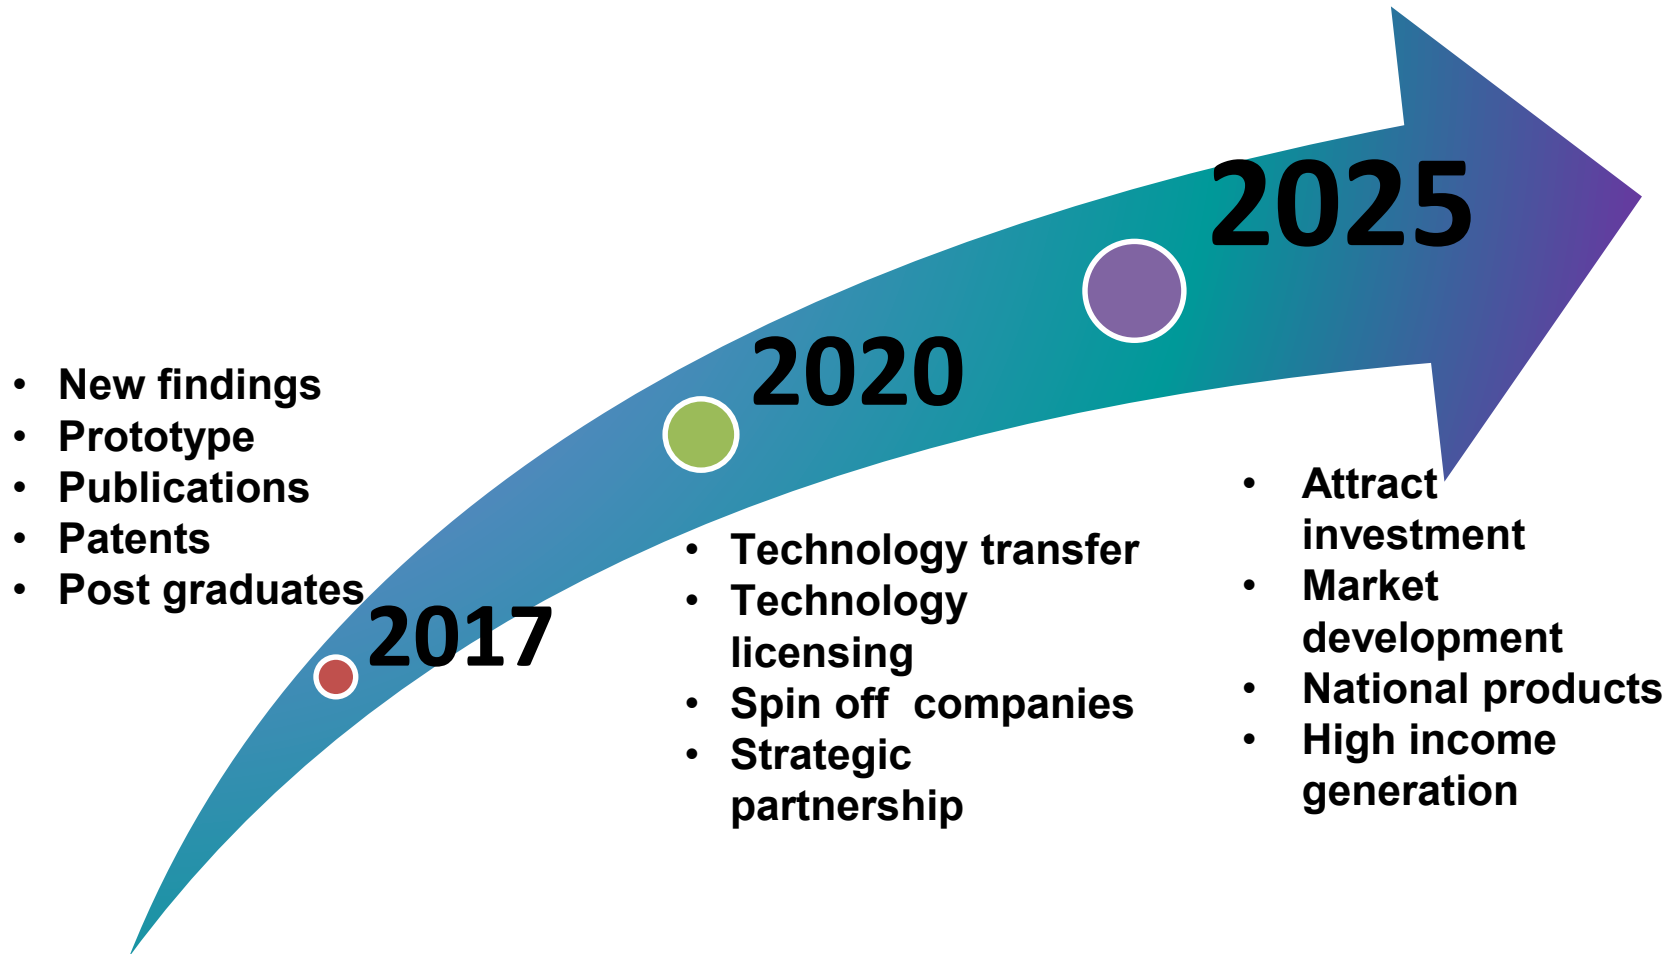 • New findings
• Prototype
• Publications
• Patents
• Post graduates
2017
2020
• Technology transfer
• Technology
licensing
• Spin off  companies
• Strategic
partnership
2025
• Attract
investment
• Market
development
• National products
• High income
generation